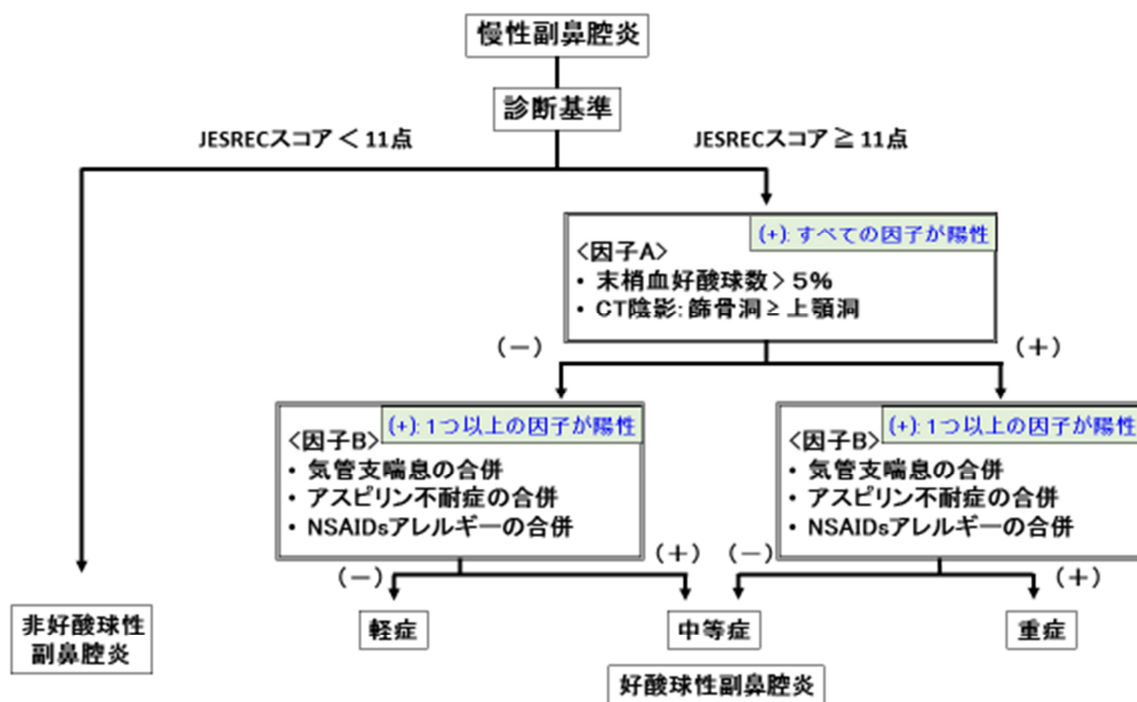 慢性副鼻腔炎
診断基準
JESRECスコア < 11点
JESRECスコア ≧ 11点
(+): すべての因子が陽性
<因子A>
・ 末梢血好酸球数 > 5%
・ CT陰影: 篩骨洞 ≥ 上顎洞
(－)
(+)
(+): 1つ以上の因子が陽性
<因子B>
・ 気管支喘息の合併
・ アスピリン不耐症の合併
・ NSAIDsアレルギーの合併
(+): 1つ以上の因子が陽性
<因子B>
・ 気管支喘息の合併
・ アスピリン不耐症の合併
・ NSAIDsアレルギーの合併
(－)
(+)
(－)
(+)
非好酸球性
副鼻腔炎
軽症
中等症
重症
好酸球性副鼻腔炎